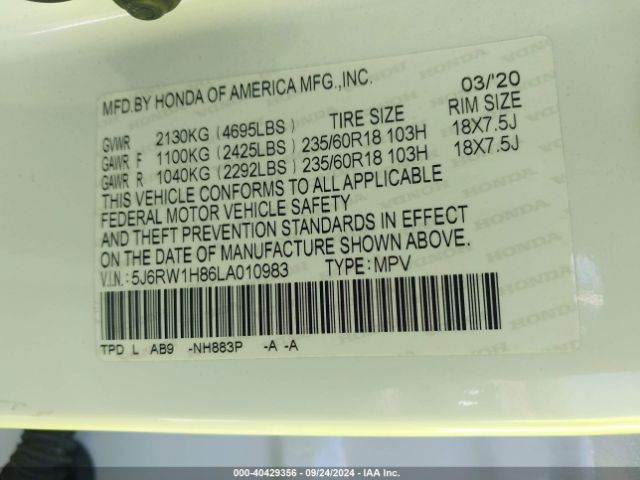 MFD.BY HONDA OF AMERICA MFG.,INC. 03/'20
TIRE SIZE RIM SIZE
GVWR 2130KG (4695LBS)
GAWR F 1100KG (2425LBS) 235/60R18 103H 18X7.5J
GAWR R 1040KG (2292LBS) 235/60R18 103H 18X7.5J
THIS VEHICLE CONFORMS TO ALL APPLICABLE
FEDERAL MOTOR VEHICLE SAFETY
AND THEFT PREVENTION STANDARDS IN EFFECT
ON THE DATE OF MANUFACTURE SHOWN ABOVE.
V.I.N.: 5J6RW1H86LA010983 TYPE: MPV
TPD L AB9 -NH883P -A -A
000-40429356 | 09/24/2024 | IAA Inc.